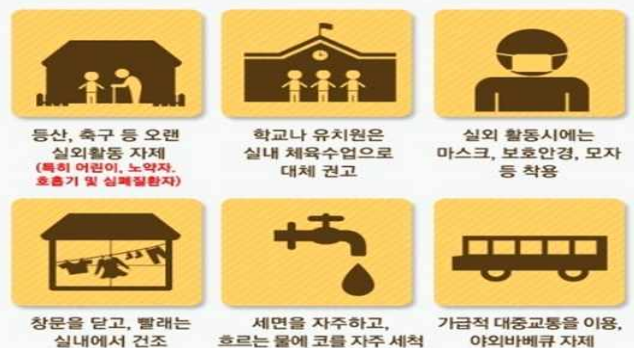 등산, 축구 등 오랜
실외활동 자제
(특히 어린이, 노약자.
호흡기 및 심폐질환자)
학교나 유치원은
실내 체육수업으로
대체 권고
실외 활동시에는
마스크, 보호안경, 모자
등 착용
창문을 닫고, 빨래는
실내에서 건조
세면을 자주하고,
흐르는 물에 코를 자주 세척
가급적 대중교통을 이용,
야외바베큐 자제